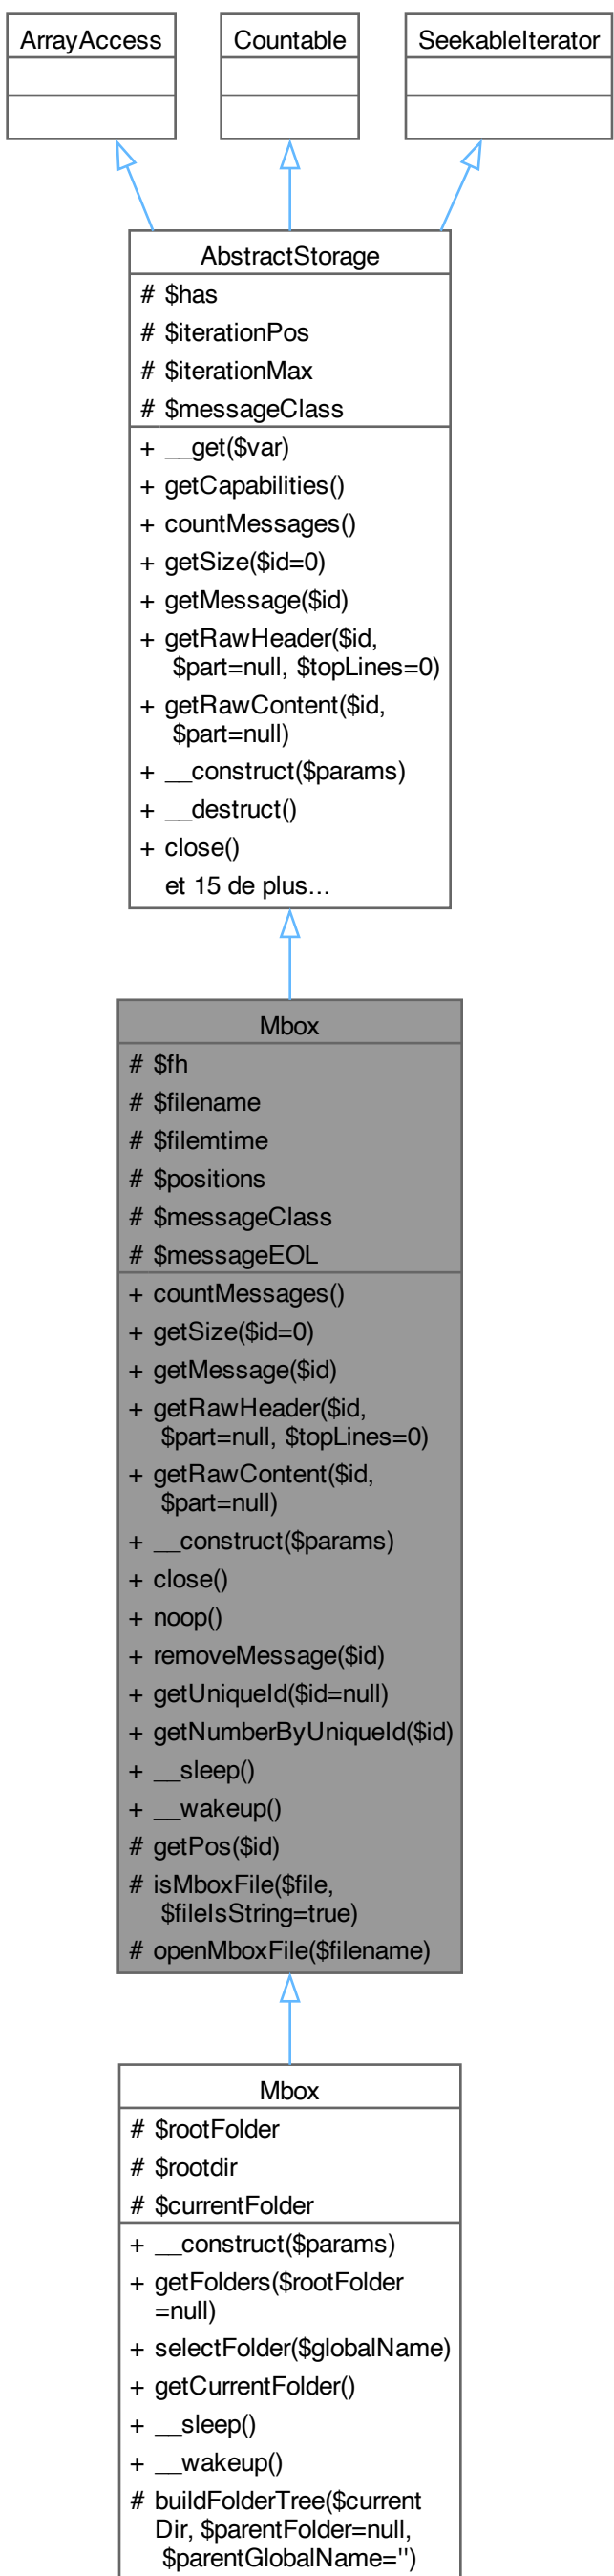 ArrayAccess
Countable
SeekableIterator
AbstractStorage
# $has
# $iterationPos
# $iterationMax
# $messageClass
+ __get($var)
+ getCapabilities()
+ countMessages()
+ getSize($id=0)
+ getMessage($id)
+ getRawHeader($id,
$part=null, $topLines=0)
+ getRawContent($id,
$part=null)
+ __construct($params)
+ __destruct()
+ close()
et 15 de plus...
Mbox
# $fh
# $filename
# $filemtime
# $positions
# $messageClass
# $messageEOL
+ countMessages()
+ getSize($id=0)
+ getMessage($id)
+ getRawHeader($id,
$part=null, $topLines=0)
+ getRawContent($id,
$part=null)
+ __construct($params)
+ close()
+ noop()
+ removeMessage($id)
+ getUniqueId($id=null)
+ getNumberByUniqueId($id)
+ __sleep()
+ __wakeup()
# getPos($id)
# isMboxFile($file,
$fileIsString=true)
# openMboxFile($filename)
Mbox
# $rootFolder
# $rootdir
# $currentFolder
+ __construct($params)
+ getFolders($rootFolder
=null)
+ selectFolder($globalName)
+ getCurrentFolder()
+ __sleep()
+ __wakeup()
# buildFolderTree($current
Dir, $parentFolder=null,
$parentGlobalName='')